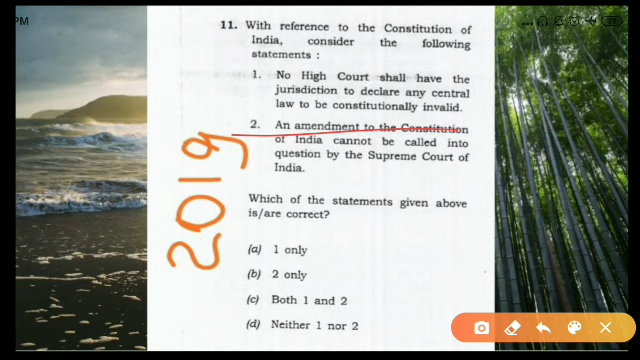 PM
11. With reference to the Constitution of
India, consider the following
statements :
1. No High Court shall have the
jurisdiction to declare any central
law to be constitutionally invalid.
2. An amendment to the Constitution
of India cannot be called into
question by the Supreme Court of
India.
2019
Which of the statements given above
is/are correct?
(a) 1 only
(b) 2 only
(c) Both 1 and 2
(d) Neither 1 nor 2